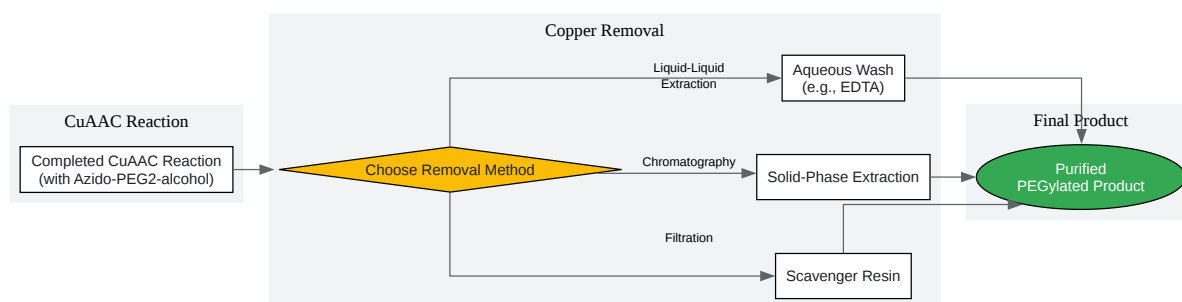 Copper Removal
Liquid-Liquid
Extraction
Aqueous Wash
(e.g., EDTA)
CuAAC Reaction
Final Product
Completed CuAAC Reaction
(with Azido-PEG2-alcohol)
Choose Removal Method
Chromatography
Solid-Phase Extraction
Purified
PEGylated Product
Filtration
Scavenger Resin